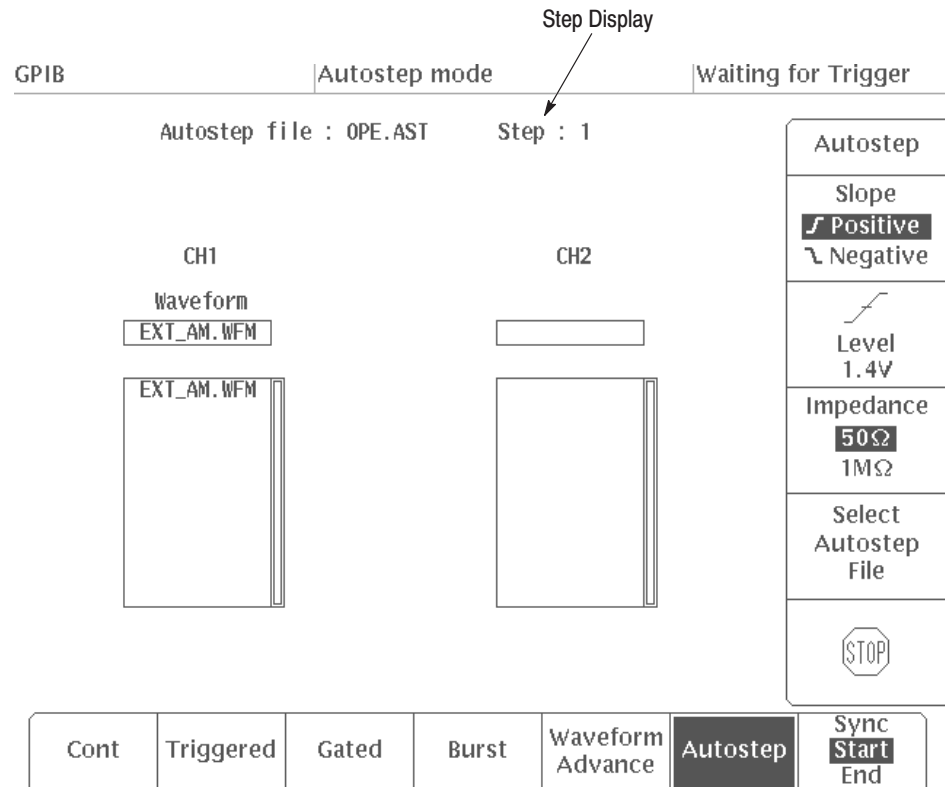 Step Display
GPIB Autostep mode Waiting for Trigger
Autostep file : OPE.AST Step : 1
CH1 CH2
Waveform
EXT_AM.WFM
EXT_AM.WFM
Autostep
Slope
Positive
Negative
Level
1.4V
Impedance
50Ω
1MΩ
Select
Autostep
File
STOP
Cont
Triggered
Gated
Burst
Waveform
Advance
Autostep
Sync
Start
End